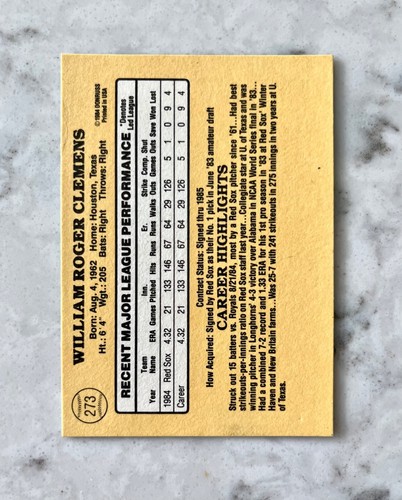 273
WILLIAM ROGER CLEMENS
© 1984 DONRUSS
Printed in USA
Born: Aug. 4, 1962 Home: Houston, Texas
Ht.: 6'4" Wgt.: 205 Bats: Right Throws: Right
RECENT MAJOR LEAGUE PERFORMANCE
*Denotes
Led League
Team Inn. Er. Strike Comp. Shut
Year Name ERA Games Pitched Hits Runs Runs Walks Outs Games Outs Save Won Lost
1984 Red Sox 4.32 21 133 146 67 64 29 126 5 1 0 9 4
Career 4.32 21 133 146 67 64 29 126 5 1 0 9 4
Contract Status: Signed thru 1985
How Acquired: Signed by Red Sox as their No. 1 pick in June '83 amateur draft
CAREER HIGHLIGHTS
Struck out 15 batters vs. Royals 8/21/84, most by a Red Sox pitcher since '61...Had best
strikeouts-per-innings ratio on Red Sox staff last year...Collegiate star at U. of Texas and was
winning pitcher in Longhorns' 4-3 victory over Alabama in NCAA World Series final in '83...
Had a combined 7-2 record and 1.33 ERA for his 1st pro season in '83 at Red Sox' Winter
Haven and New Britain farms...Was 25-7 with 241 strikeouts in 275 innings in two years at U.
of Texas.